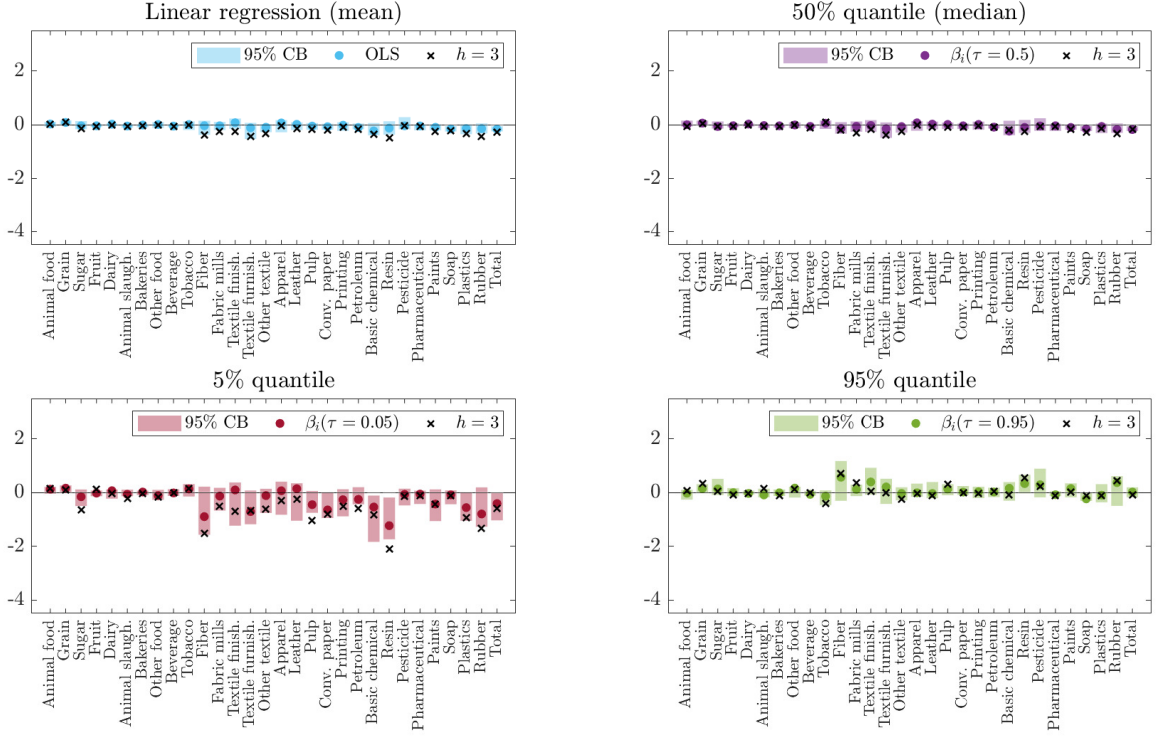 Linear regression (mean)
95% CB OLS h = 3
2
0
-2
-4
Animal food
Grain
Sugar
Fruit
Dairy
Animal slaugh.
Bakeries
Other food
Beverage
Tobacco
Fiber
Fabric mills
Textile finish.
Textile furnish.
Other textile
Apparel
Leather
Pulp
Conv. paper
Printing
Petroleum
Basic chemical
Resin
Pesticide
Pharmaceutical
Paints
Soap
Plastics
Rubber
Total
50% quantile (median)
95% CB βᵢ(τ = 0.5) h = 3
2
0
-2
-4
Animal food
Grain
Sugar
Fruit
Dairy
Animal slaugh.
Bakeries
Other food
Beverage
Tobacco
Fiber
Fabric mills
Textile finish.
Textile furnish.
Other textile
Apparel
Leather
Pulp
Conv. paper
Printing
Petroleum
Basic chemical
Resin
Pesticide
Pharmaceutical
Paints
Soap
Plastics
Rubber
Total
5% quantile
95% CB βᵢ(τ = 0.05) h = 3
2
0
-2
-4
Animal food
Grain
Sugar
Fruit
Dairy
Animal slaugh.
Bakeries
Other food
Beverage
Tobacco
Fiber
Fabric mills
Textile finish.
Textile furnish.
Other textile
Apparel
Leather
Pulp
Conv. paper
Printing
Petroleum
Basic chemical
Resin
Pesticide
Pharmaceutical
Paints
Soap
Plastics
Rubber
Total
95% quantile
95% CB βᵢ(τ = 0.95) h = 3
2
0
-2
-4
Animal food
Grain
Sugar
Fruit
Dairy
Animal slaugh.
Bakeries
Other food
Beverage
Tobacco
Fiber
Fabric mills
Textile finish.
Textile furnish.
Other textile
Apparel
Leather
Pulp
Conv. paper
Printing
Petroleum
Basic chemical
Resin
Pesticide
Pharmaceutical
Paints
Soap
Plastics
Rubber
Total